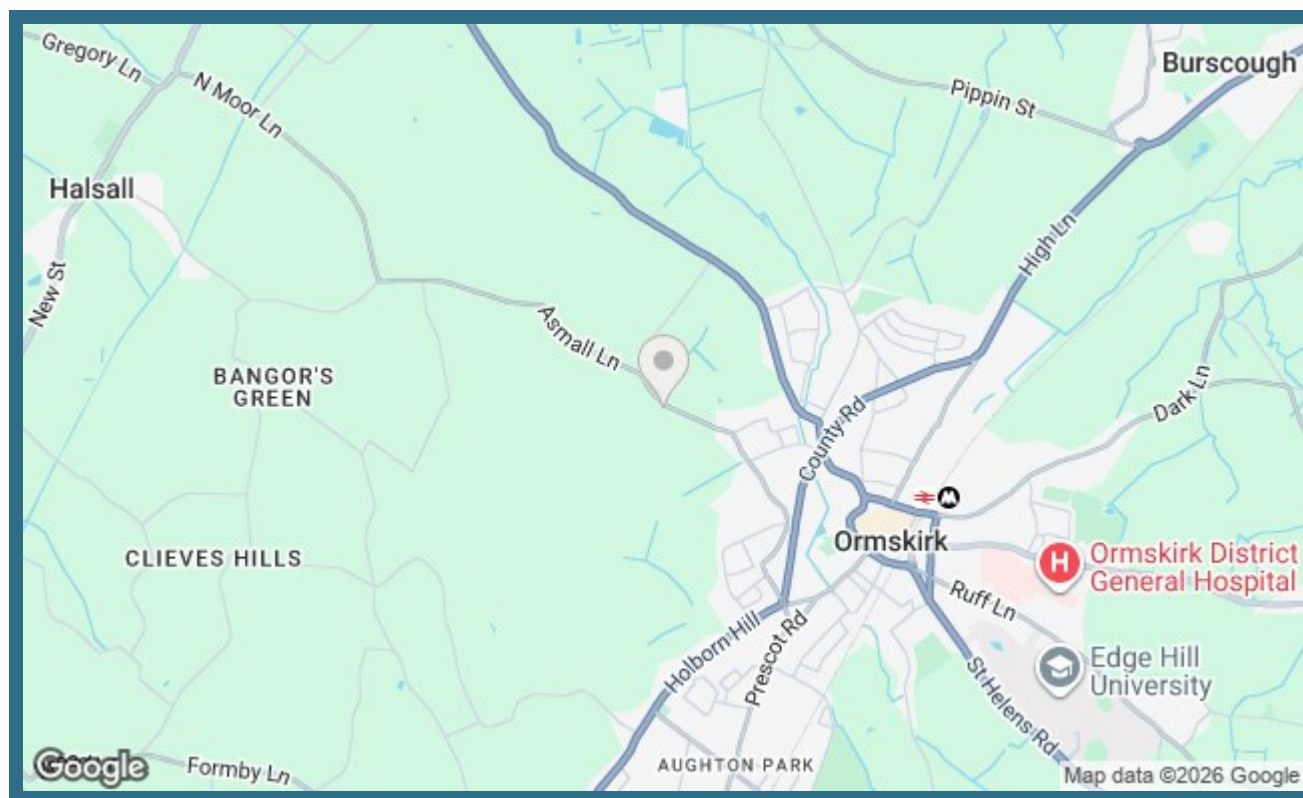 Gregory Ln
N Moor Ln
Burscough
Pippin St
Halsall
High Ln
New St
Asmall Ln
BANGOR'S
GREEN
Dark Ln
County Rd
Ormskirk
H
Ormskirk District
General Hospital
CLIEVES HILLS
Ruff Ln
Holborn Hill
Prescot Rd
Edge Hill
University
St Helens Rd
AUGHTON PARK
Formby Ln
Google
Map data ©2026 Google